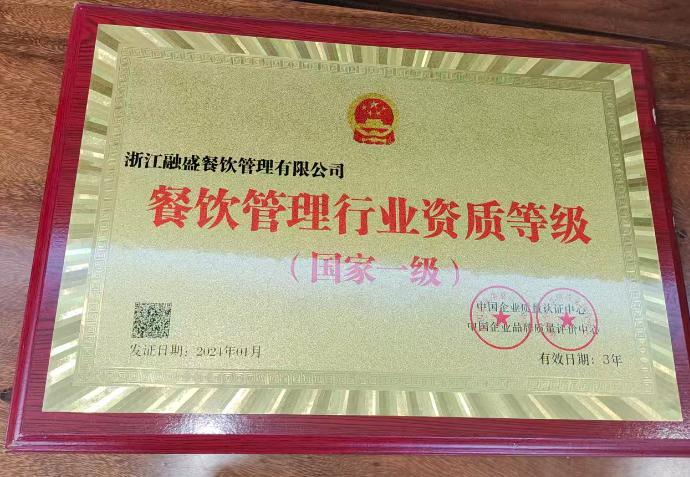 浙江融盛餐饮管理有限公司
餐饮管理行业资质等级
（国家一级）
中国企业质量认证中心
中国企业品牌质量评价中心
发证日期：2024年01月
有效日期：3年